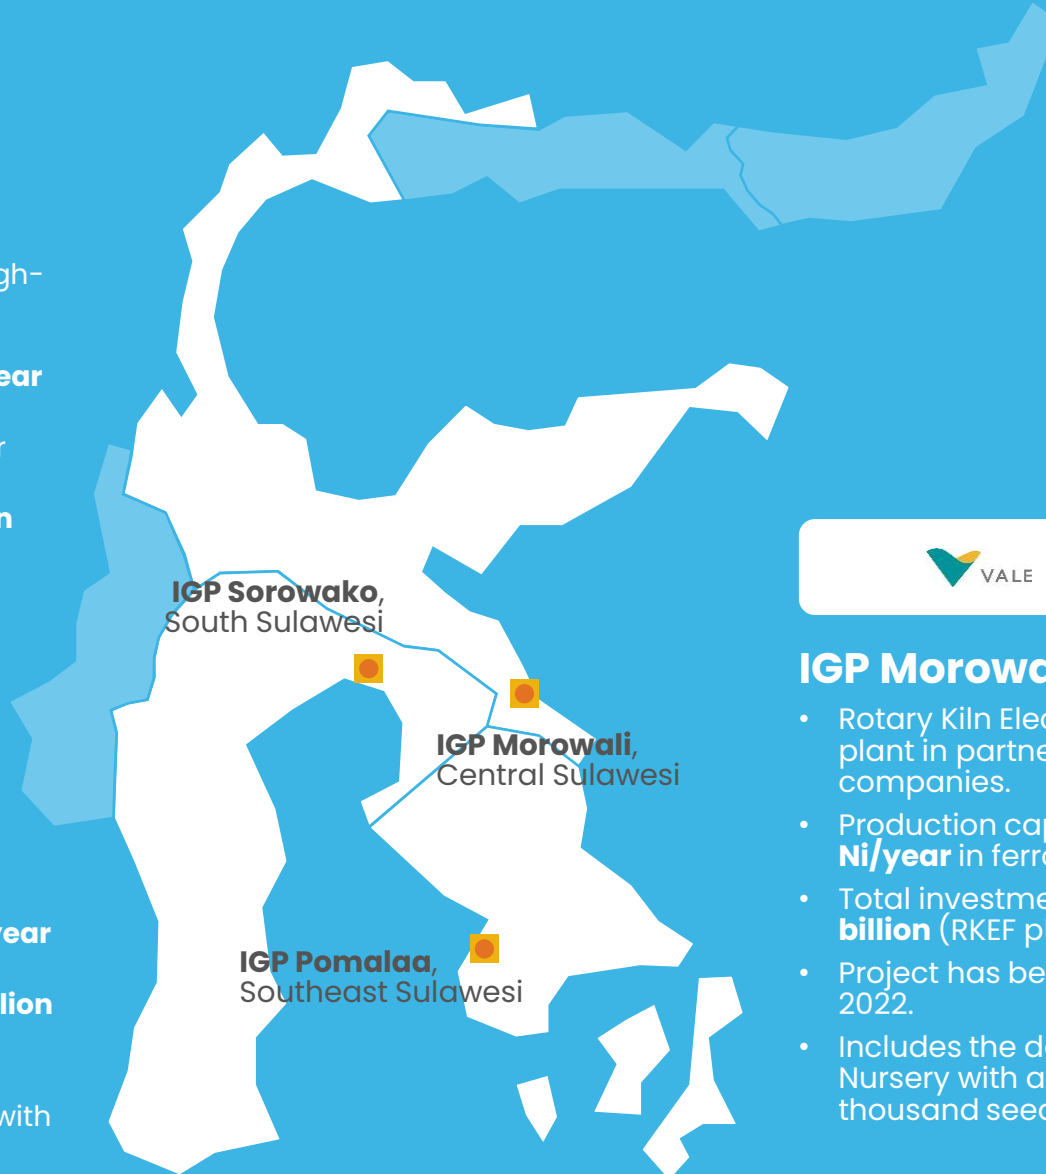 gh-
ear
r
n
IGP Sorowako,
South Sulawesi
IGP Morowali,
Central Sulawesi
year
IGP Pomalaa,
Southeast Sulawesi
lion
with
VALE
IGP Morowa
• Rotary Kiln Elec
plant in partne
companies.
• Production cap
Ni/year in ferro
• Total investme
billion (RKEF pl
• Project has be
2022.
• Includes the de
Nursery with a
thousand seed